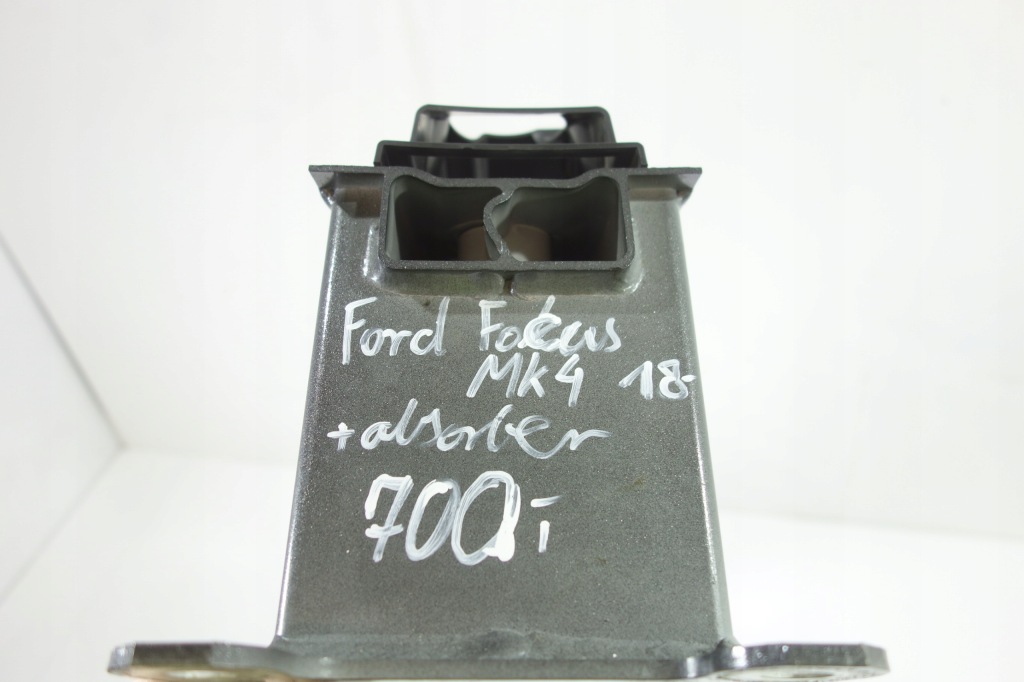 Ford Focus
Mk4 18-
+ absorber
700,-